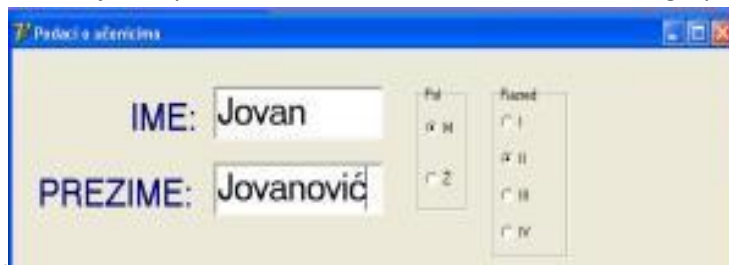 Podaci o učenicima
IME: Jovan
PREZIME: Jovanović
Pol
M
Ž
Razred
I
II
III
IV